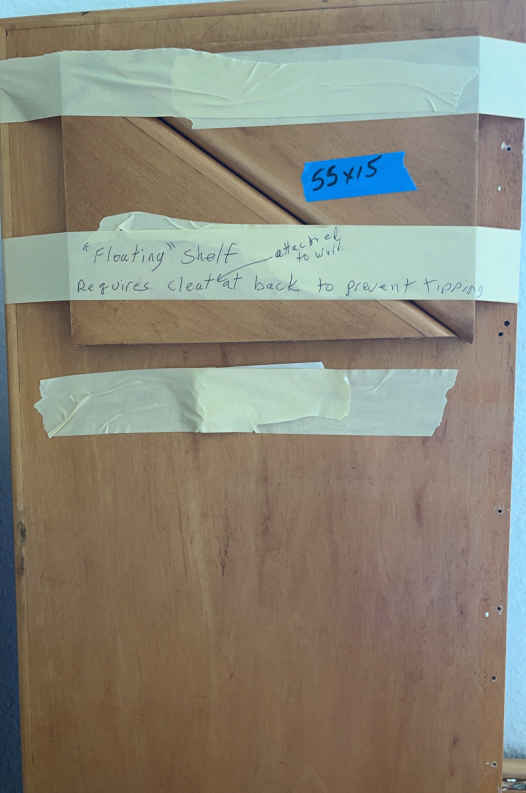 55x15
"Floating" Shelf
attached
to wall
Requires cleat at back to prevent tipping